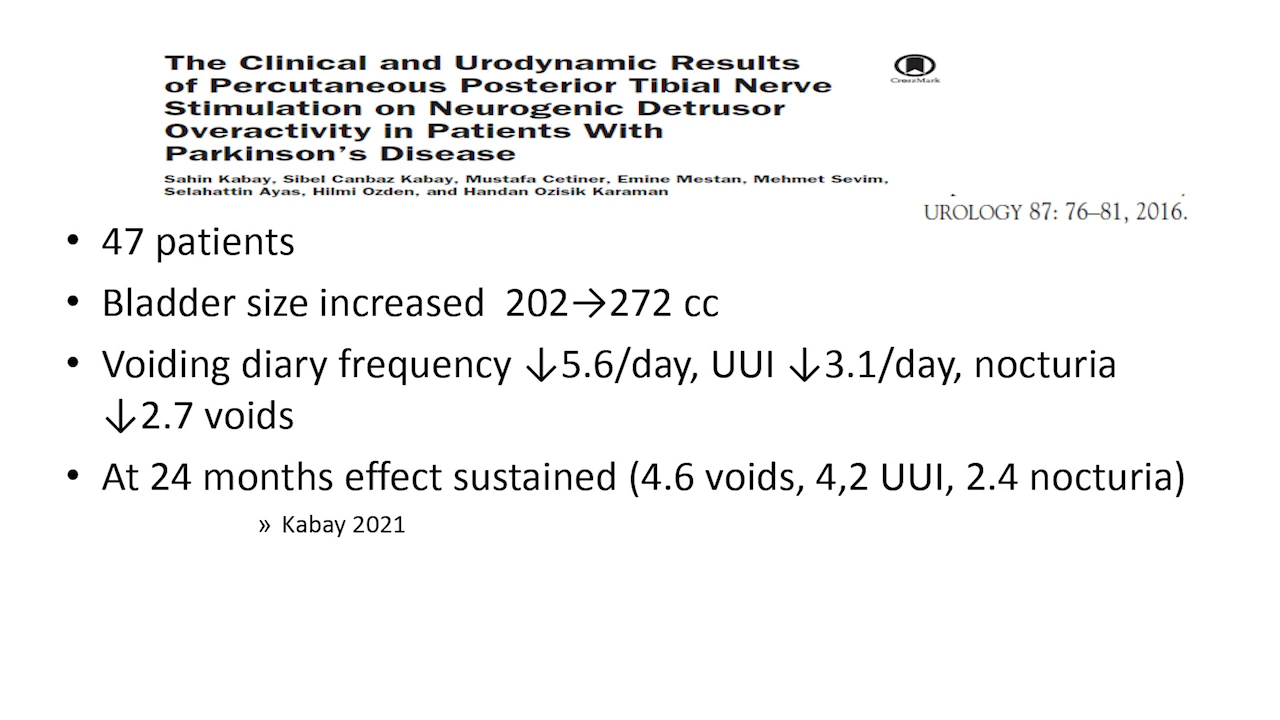 The Clinical and Urodynamic Results
of Percutaneous Posterior Tibial Nerve
Stimulation on Neurogenic Detrusor
Overactivity in Patients With
Parkinson's Disease
CrossMark
Sahin Kabay, Sibel Canbaz Kabay, Mustafa Cetiner, Emine Mestan, Mehmet Sevim,
Selahattin Ayas, Hilmi Ozden, and Handan Ozisik Karaman
UROLOGY 87: 76–81, 2016.
• 47 patients
• Bladder size increased 202→272 cc
• Voiding diary frequency ↓5.6/day, UUI ↓3.1/day, nocturia
↓2.7 voids
• At 24 months effect sustained (4.6 voids, 4,2 UUI, 2.4 nocturia)
» Kabay 2021